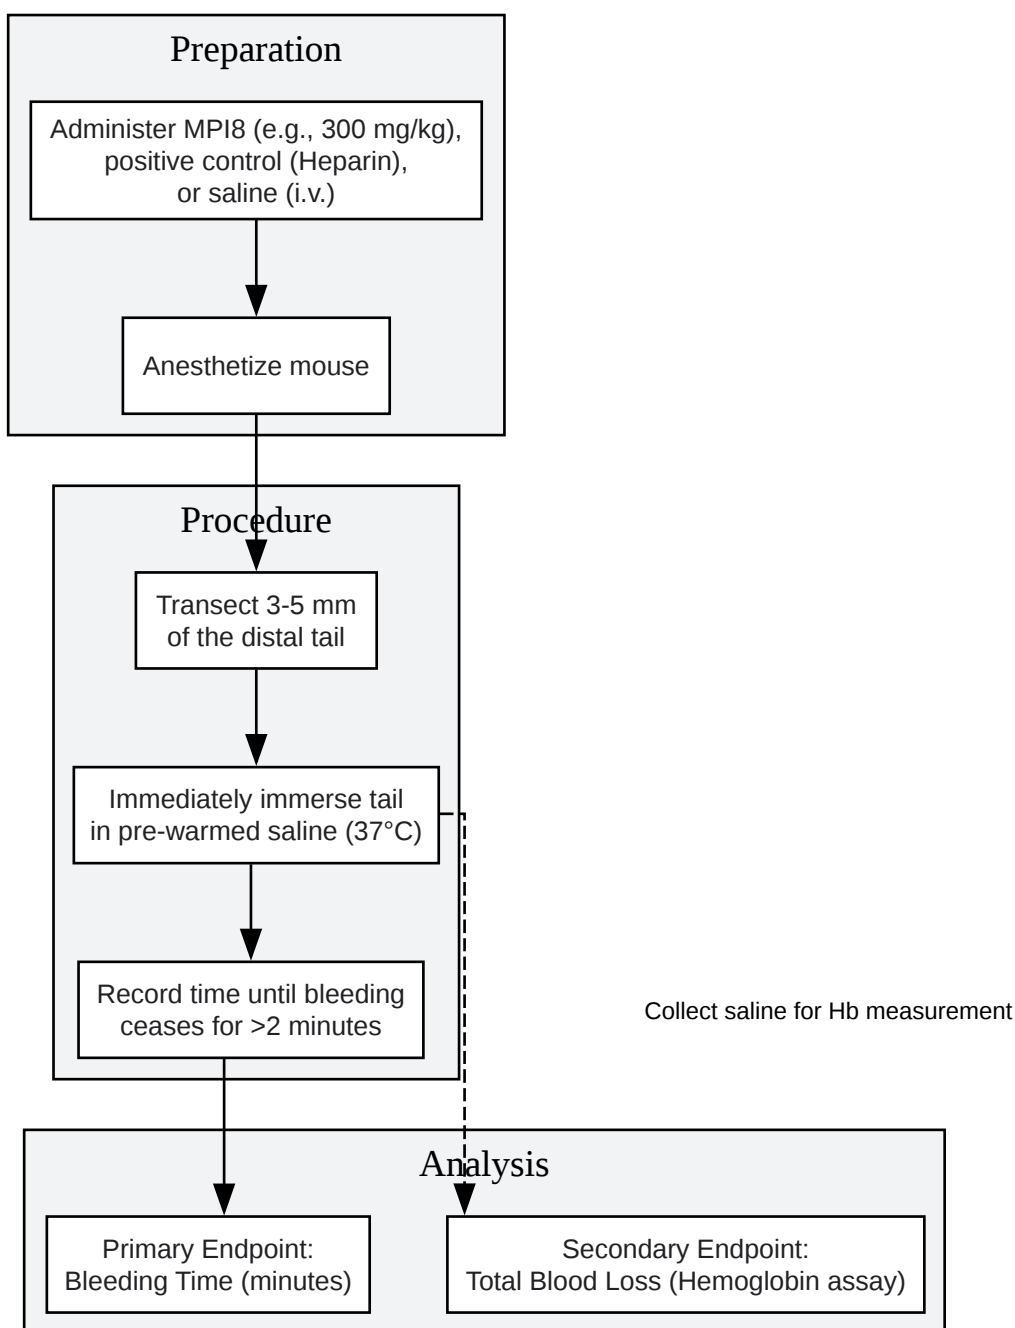 Preparation
Administer MPI8 (e.g., 300 mg/kg),
positive control (Heparin),
or saline (i.v.)
Anesthetize mouse
Procedure
Transect 3-5 mm
of the distal tail
Immediately immerse tail
in pre-warmed saline (37°C)
Record time until bleeding
ceases for >2 minutes
Collect saline for Hb measurement
Analysis
Primary Endpoint:
Bleeding Time (minutes)
Secondary Endpoint:
Total Blood Loss (Hemoglobin assay)